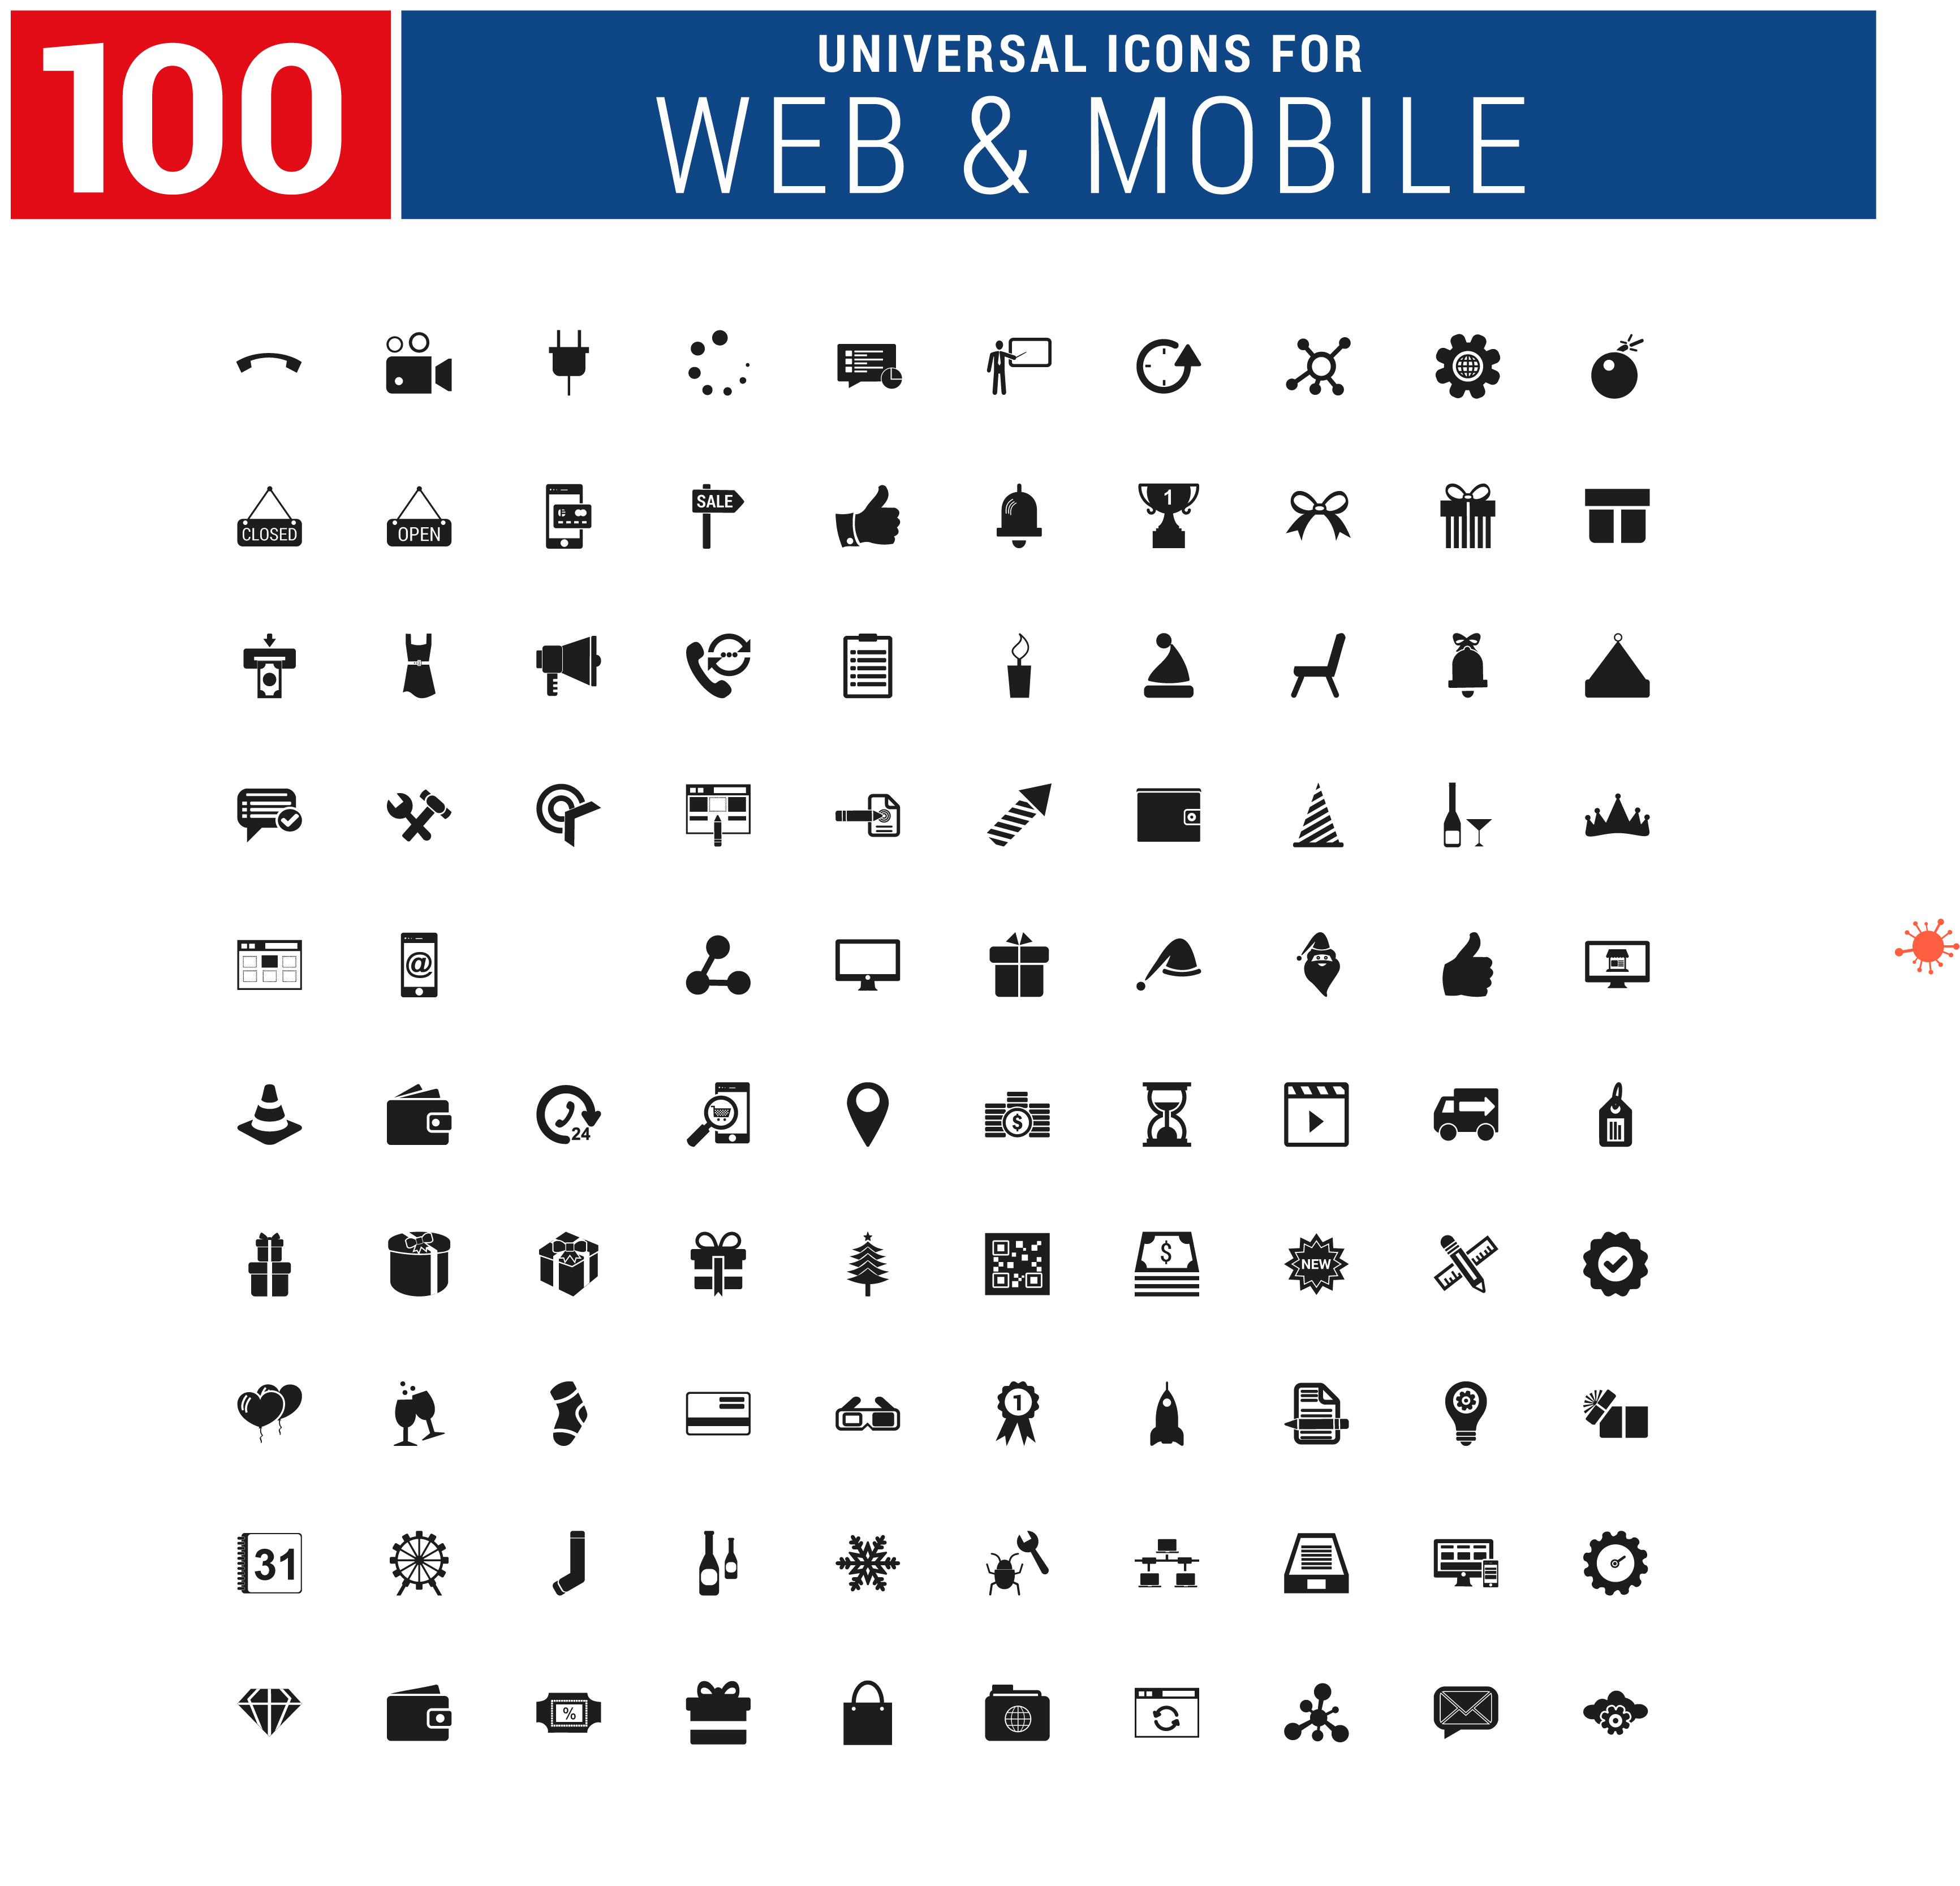 100
UNIVERSAL ICONS FOR
WEB & MOBILE
1
CLOSED
OPEN
SALE
@
24
$
$
NEW
1
31
%